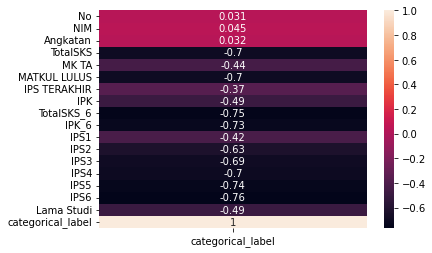 No 0.031
NIM 0.045
Angkatan 0.032
TotalSKS -0.7
MK TA -0.44
MATKUL LULUS -0.7
IPS TERAKHIR -0.37
IPK -0.49
TotalSKS_6 -0.75
IPK_6 -0.73
IPS1 -0.42
IPS2 -0.63
IPS3 -0.69
IPS4 -0.7
IPS5 -0.74
IPS6 -0.76
Lama Studi -0.49
categorical_label 1
categorical_label
1.0
0.8
0.6
0.4
0.2
0.0
−0.2
−0.4
−0.6